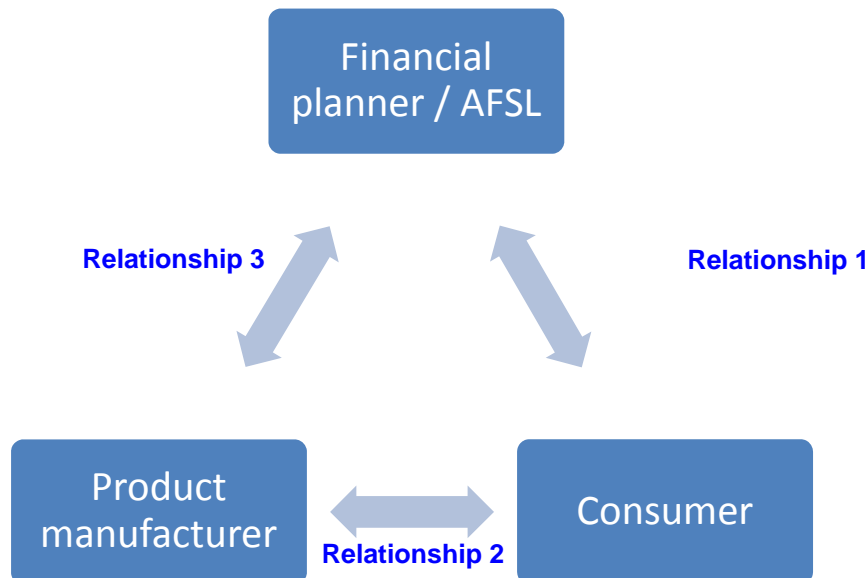 Financial
planner / AFSL
Relationship 3
Relationship 1
Product
manufacturer
Consumer
Relationship 2